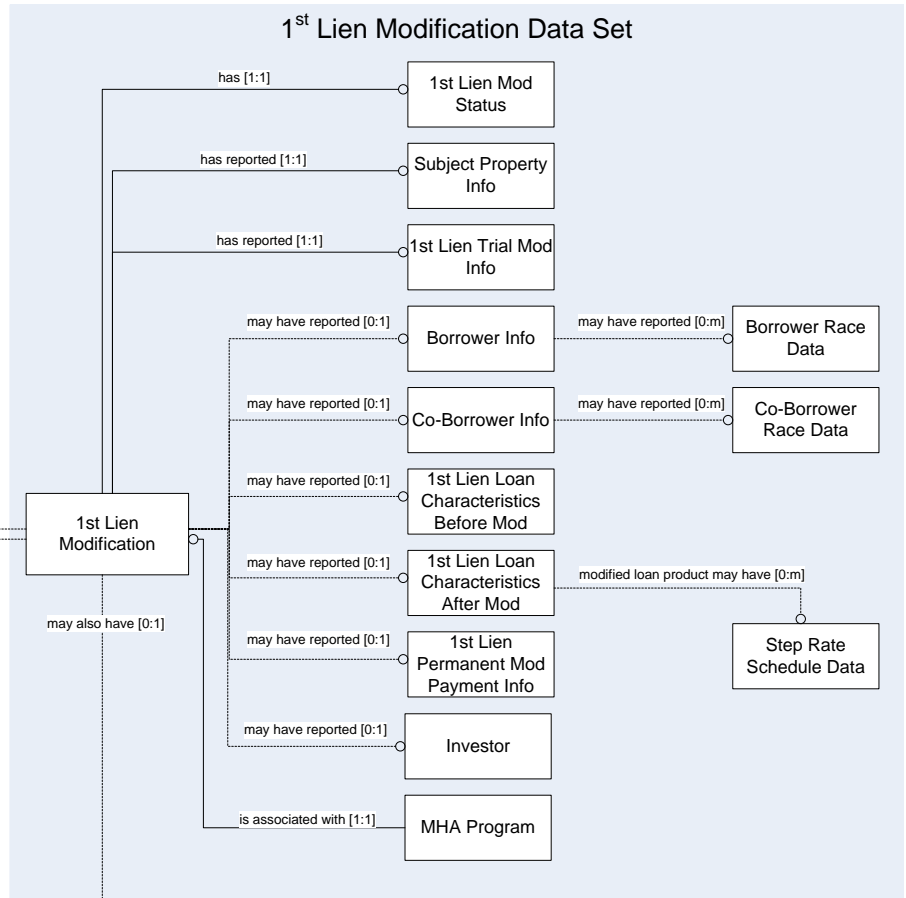 1st Lien Modification Data Set
has [1:1]
1st Lien Mod
Status
has reported [1:1]
Subject Property
Info
has reported [1:1]
1st Lien Trial Mod
Info
may have reported [0:1]
Borrower Info
may have reported [0:m]
Borrower Race
Data
may have reported [0:1]
Co-Borrower Info
may have reported [0:m]
Co-Borrower
Race Data
may have reported [0:1]
1st Lien Loan
Characteristics
Before Mod
1st Lien
Modification
may have reported [0:1]
1st Lien Loan
Characteristics
After Mod
modified loan product may have [0:m]
Step Rate
Schedule Data
may also have [0:1]
may have reported [0:1]
1st Lien
Permanent Mod
Payment Info
may have reported [0:1]
Investor
is associated with [1:1]
MHA Program